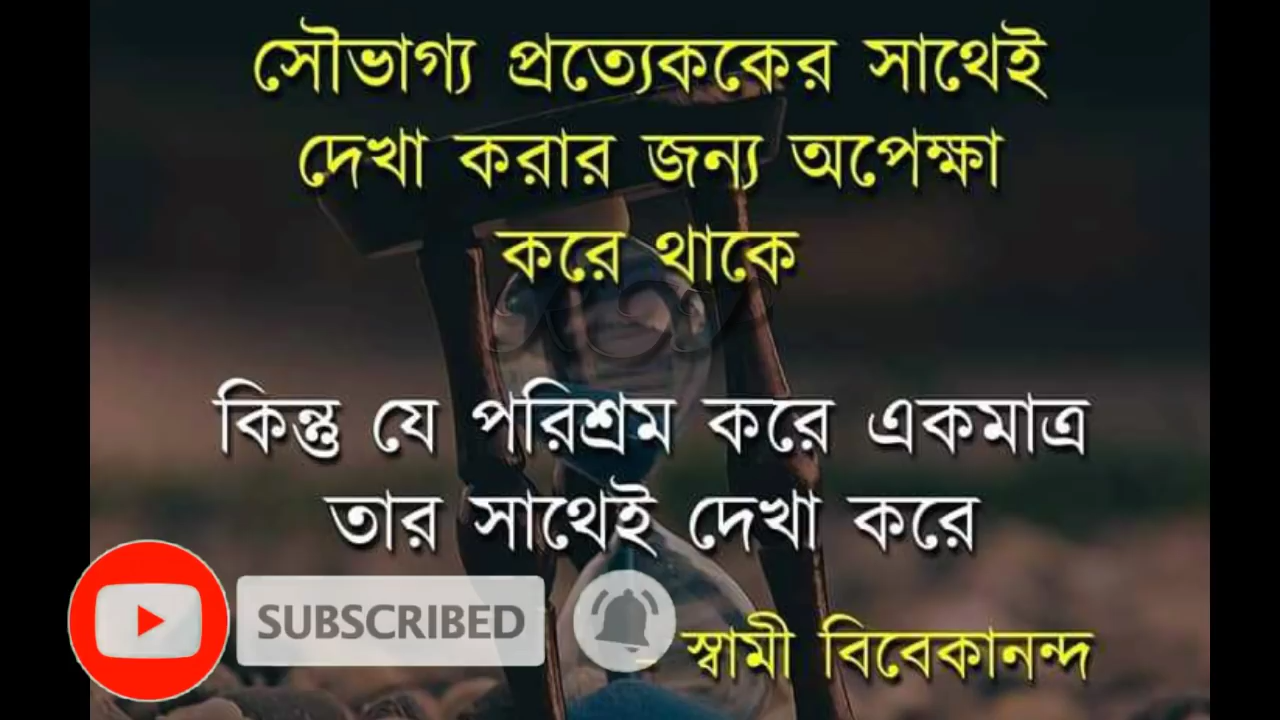 সৌভাগ্য প্রত্যেককের সাথেই
দেখা করার জন্য অপেক্ষা
করে থাকে
কিন্তু যে পরিশ্রম করে একমাত্র
তার সাথেই দেখা করে
SUBSCRIBED
- স্বামী বিবেকানন্দ